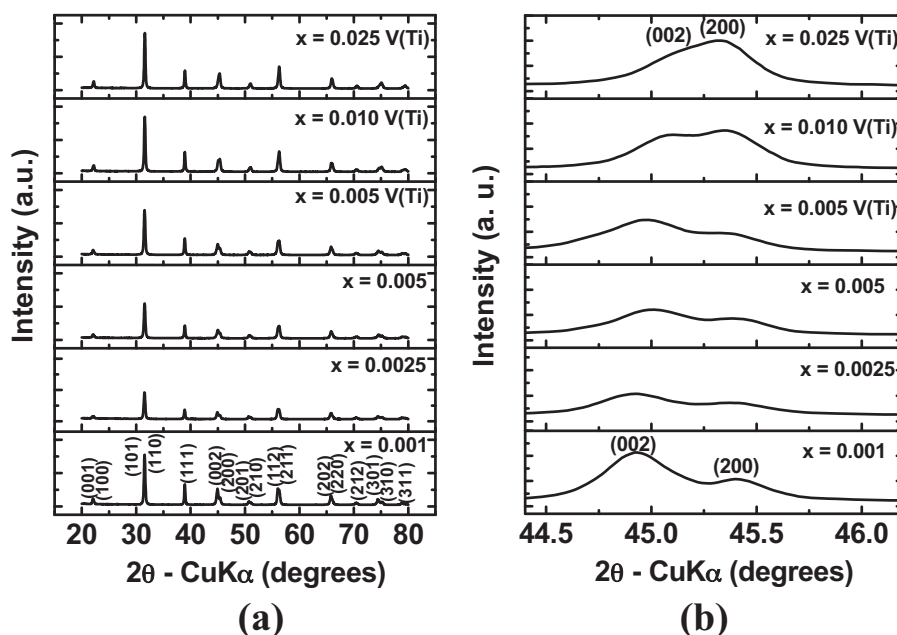 Intensity (a.u.)
x = 0.025 V(Ti)
x = 0.010 V(Ti)
x = 0.005 V(Ti)
x = 0.005
x = 0.0025
x = 0.001
(001)
(100)
(101)
(110)
(111)
(002)
(200)
(201)
(210)
(112)
(211)
(202)
(220)
(212)
(301)
(310)
(311)
20 30 40 50 60 70 80
2θ - CuKα (degrees)
(a)
Intensity (a. u.)
(002) (200)
x = 0.025 V(Ti)
x = 0.010 V(Ti)
x = 0.005 V(Ti)
x = 0.005
x = 0.0025
x = 0.001
(002)
(200)
44.5 45.0 45.5 46.0
2θ - CuKα (degrees)
(b)